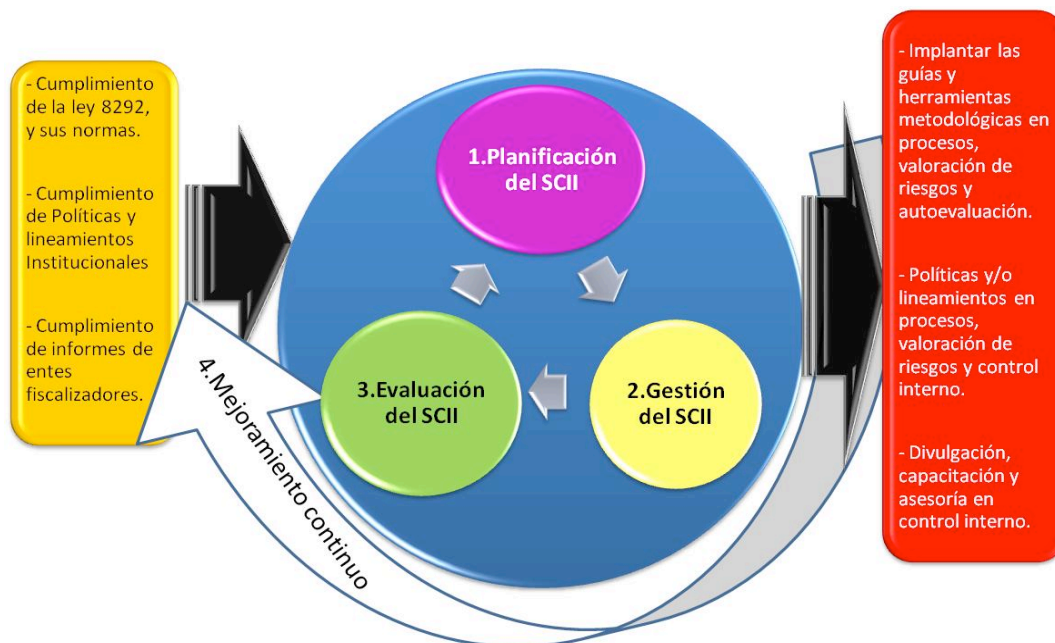 - Cumplimiento
de la ley 8292,
y sus normas.
- Cumplimiento
de Políticas y
lineamientos
Institucionales
- Cumplimiento
de informes de
entes
fiscalizadores.
1.Planificación
del SCII
2.Gestión
del SCII
3.Evaluación
del SCII
4.Mejoramiento continuo
- Implantar las
guías y
herramientas
metodológicas en
procesos,
valoración de
riesgos y
autoevaluación.
- Políticas y/o
lineamientos en
procesos,
valoración de
riesgos y control
interno.
- Divulgación,
capacitación y
asesoría en
control interno.